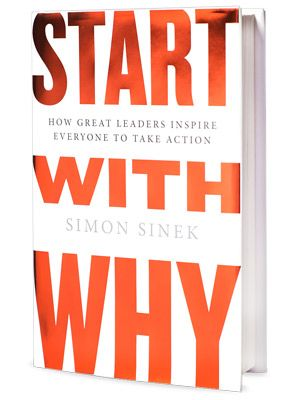 START
HOW GREAT LEADERS INSPIRE
EVERYONE TO TAKE ACTION
WITH
SIMON SINEK
WHY